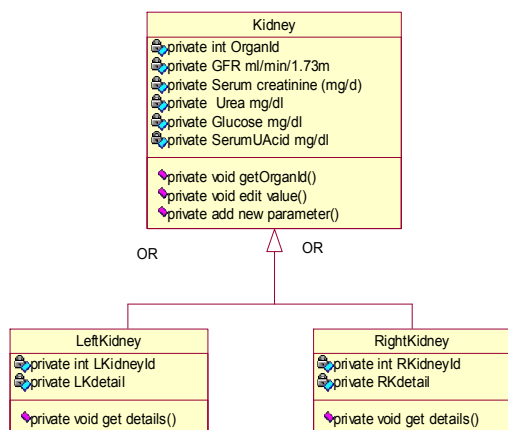 Kidney
private int OrganId
private GFR ml/min/1.73m
private Serum creatinine (mg/d)
private Urea mg/dl
private Glucose mg/dl
private SerumUAcid mg/dl
private void getOrganId()
private void edit value()
private add new parameter()
OR
OR
LeftKidney
private int LKidneyId
private LKdetail
private void get details()
RightKidney
private int RKidneyId
private RKdetail
private void get details()